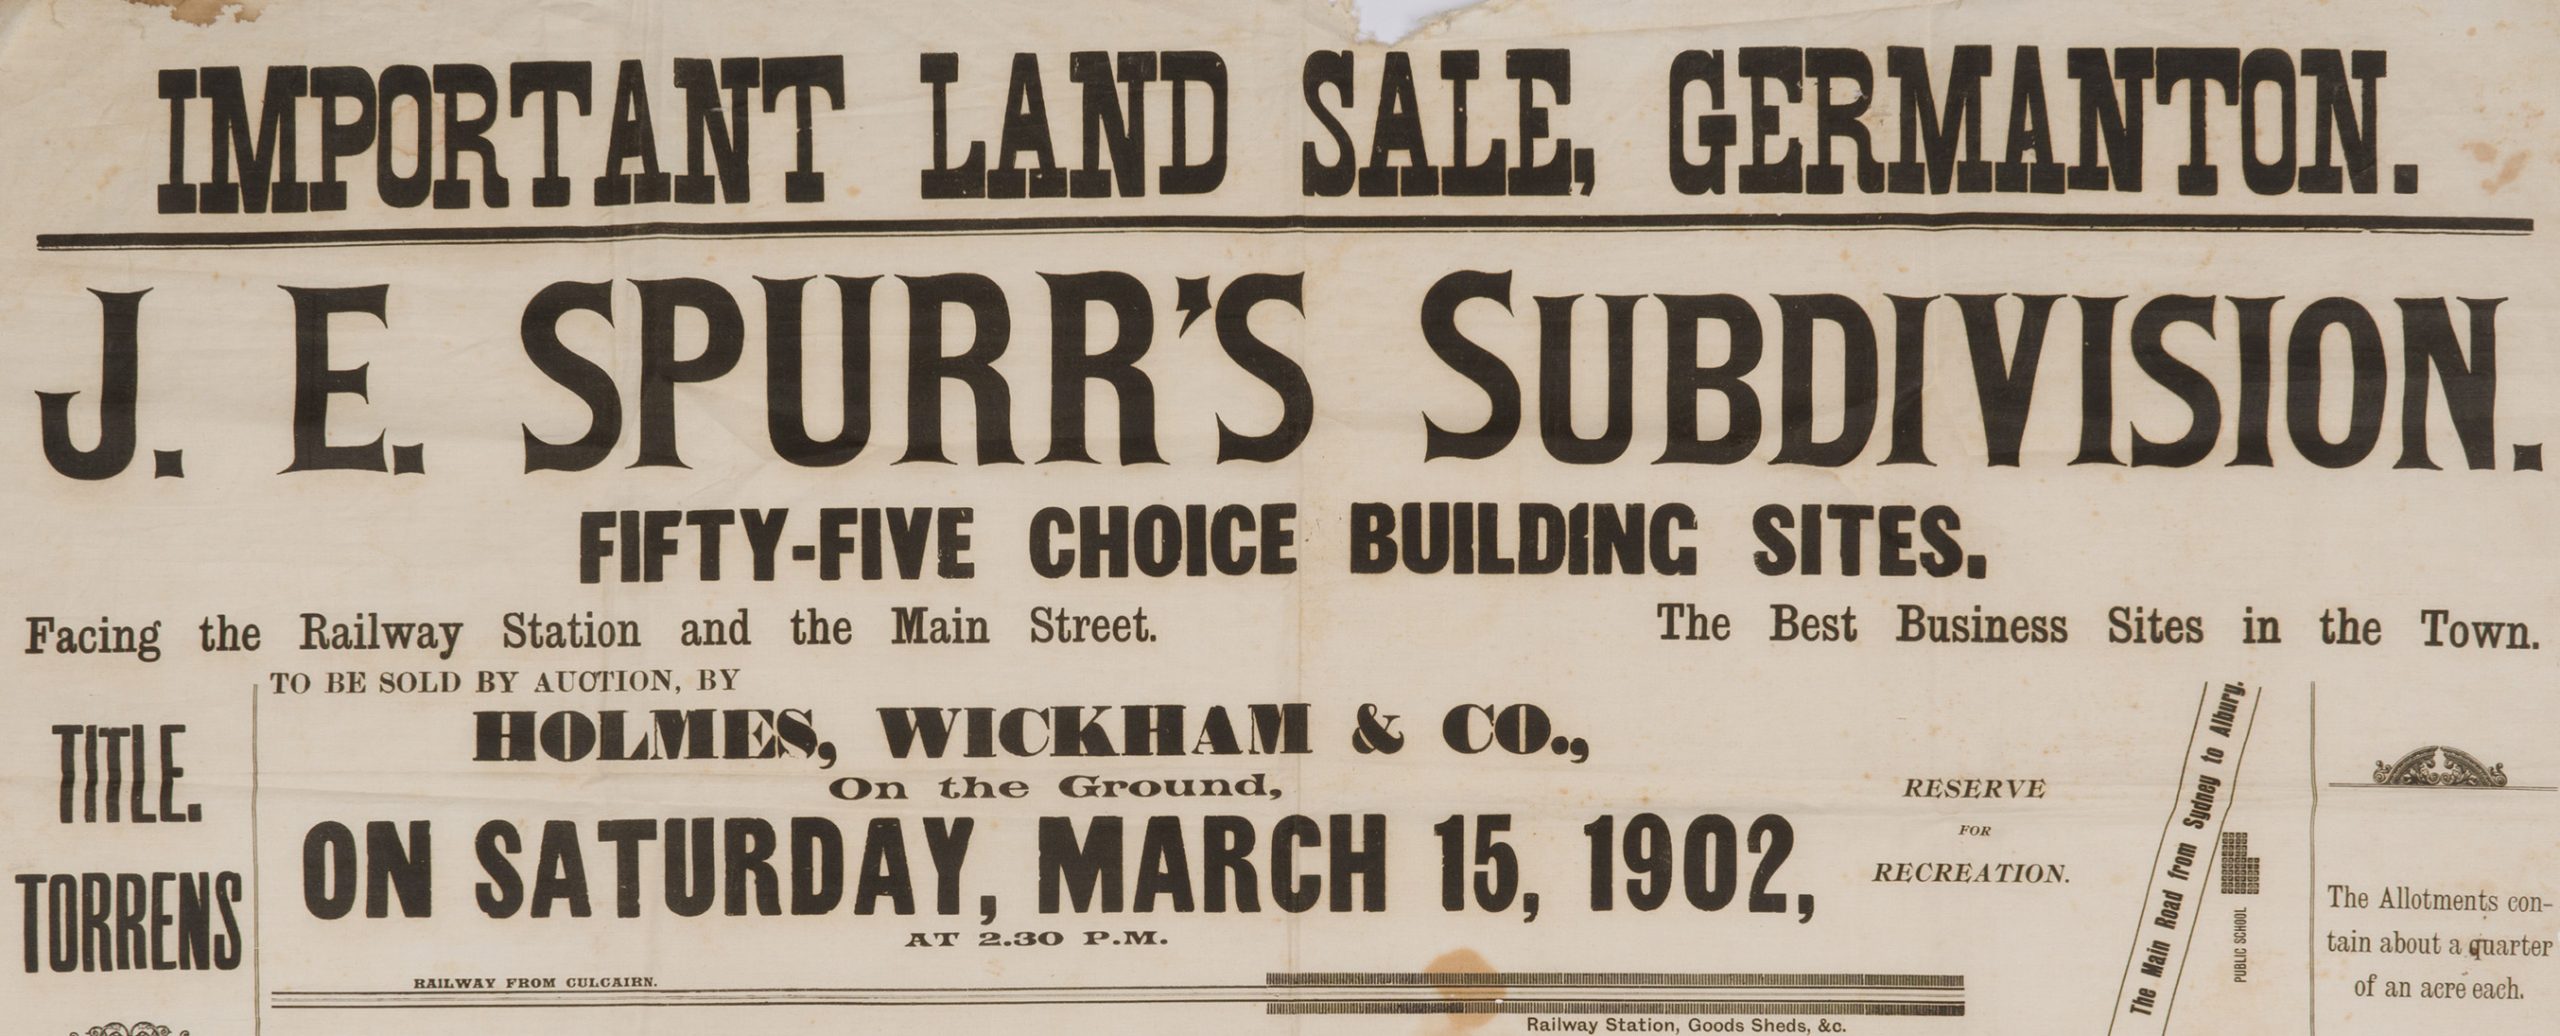 IMPORTANT LAND SALE, GERMANTON.
J. E. SPURR'S SUBDIVISION.
FIFTY-FIVE CHOICE BUILDING SITES.
Facing the Railway Station and the Main Street. The Best Business Sites in the Town.
TITLE.
TORRENS
TO BE SOLD BY AUCTION, BY
HOLMES, WICKHAM & CO.,
On the Ground,
ON SATURDAY, MARCH 15, 1902,
AT 2.30 P.M.
RAILWAY FROM CULCAIRN.
Railway Station, Goods Sheds, &c.
RESERVE
FOR
RECREATION.
The Main Road from Sydney to Albury.
PUBLIC SCHOOL
The Allotments con-
tain about a quarter
of an acre each.